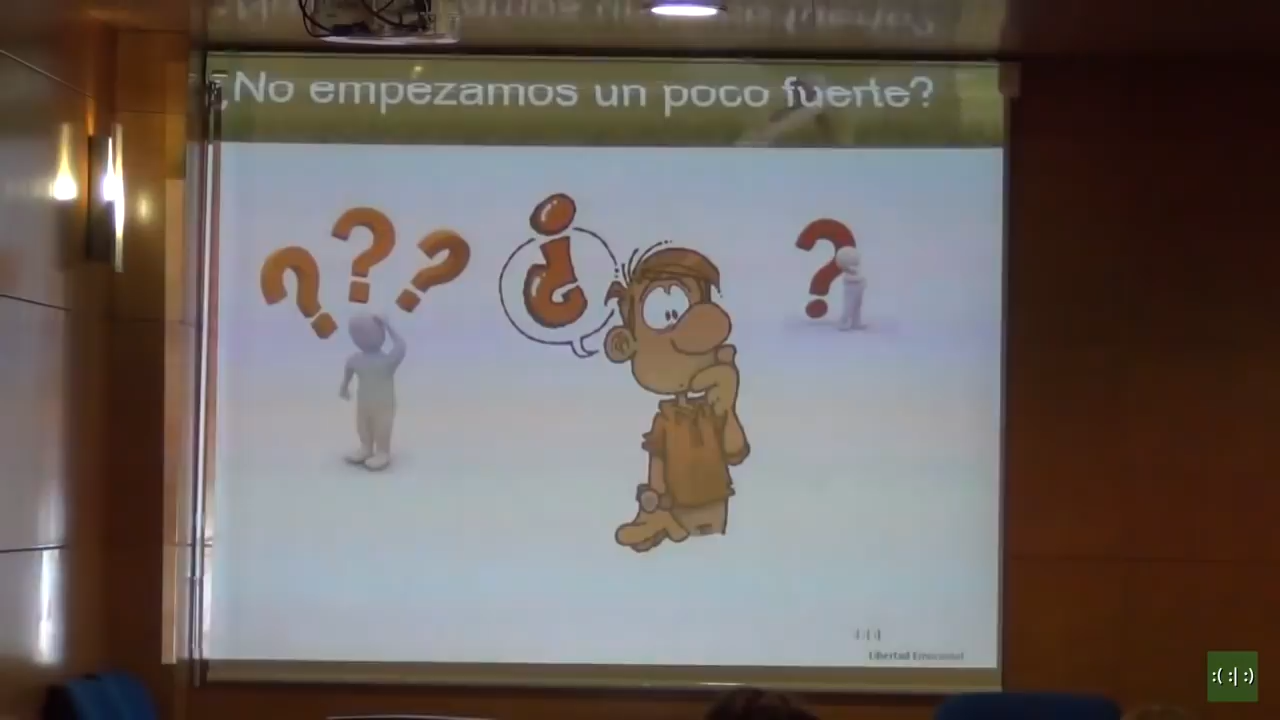 ¿No empezamos un poco fuerte?
? ? ?
¿
?
Libertad Emocional
:( :| :)